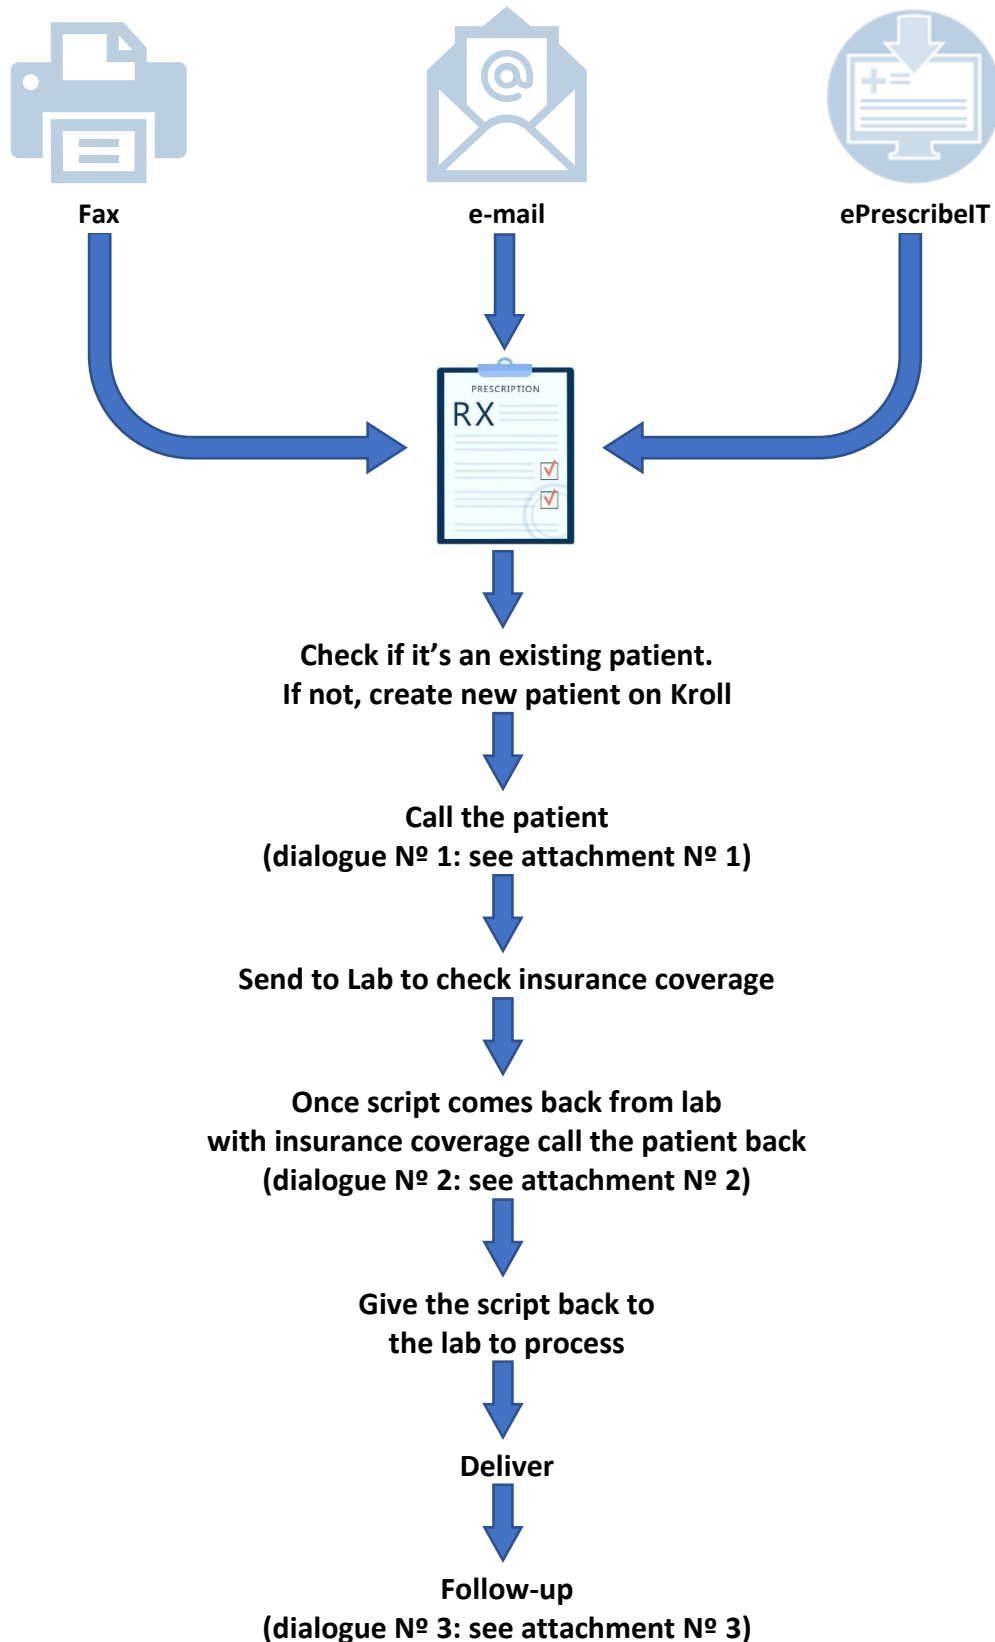 Fax
e-mail
ePrescribeIT
PRESCRIPTION
RX
Check if it’s an existing patient.
If not, create new patient on Kroll
Call the patient
(dialogue Nº 1: see attachment Nº 1)
Send to Lab to check insurance coverage
Once script comes back from lab
with insurance coverage call the patient back
(dialogue Nº 2: see attachment Nº 2)
Give the script back to
the lab to process
Deliver
Follow-up
(dialogue Nº 3: see attachment Nº 3)